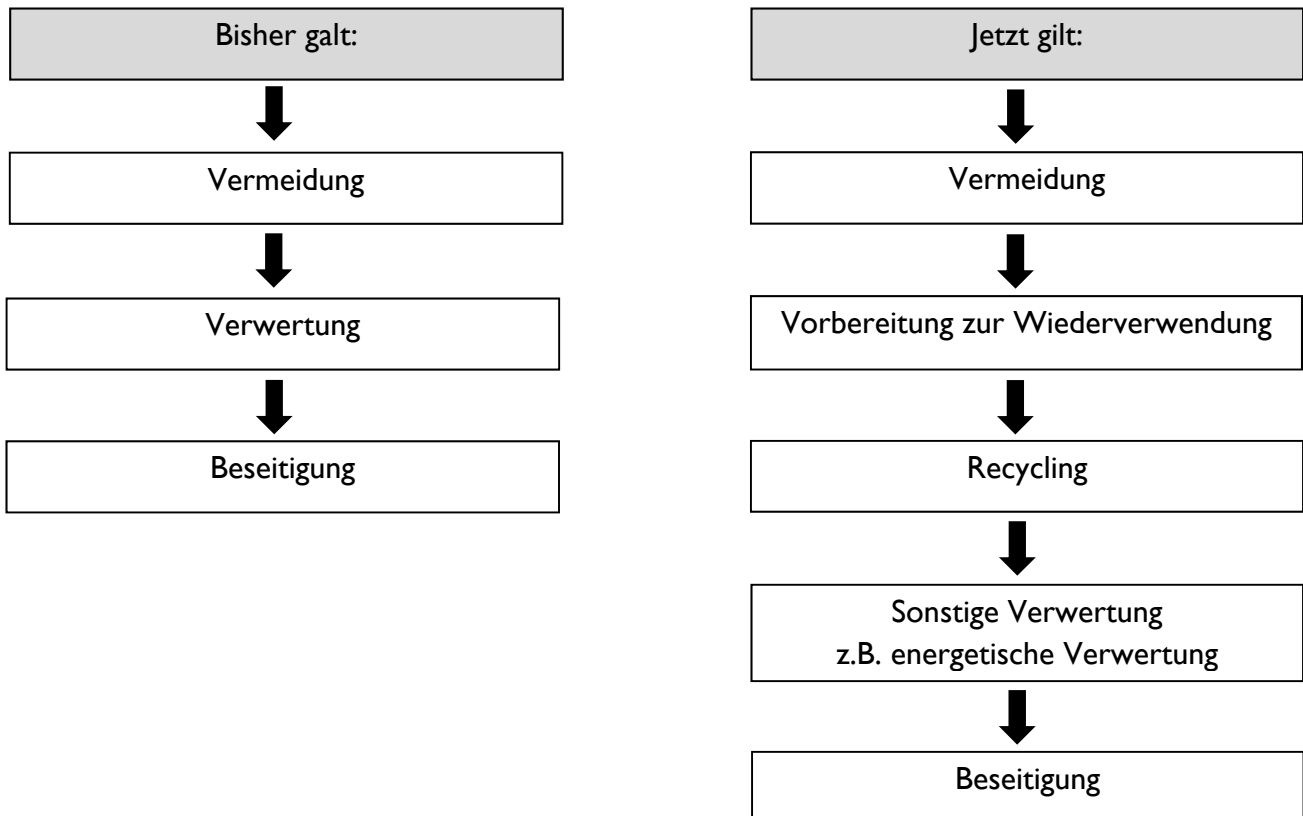 Bisher galt:
Vermeidung
Verwertung
Beseitigung
Jetzt gilt:
Vermeidung
Vorbereitung zur Wiederverwendung
Recycling
Sonstige Verwertung
z.B. energetische Verwertung
Beseitigung